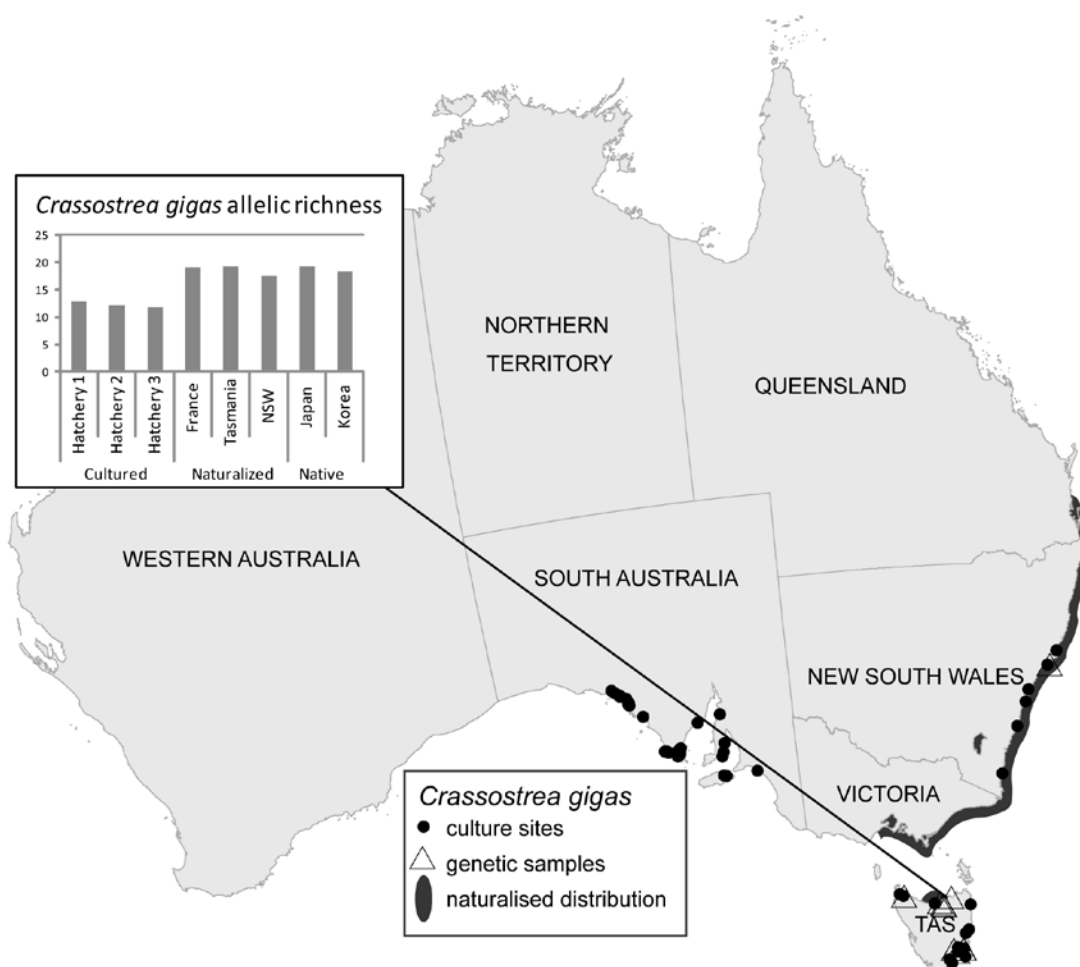 Crassostrea gigas allelic richness
25
20
15
10
5
0
Hatchery 1
Hatchery 2
Hatchery 3
France
Tasmania
NSW
Japan
Korea
Cultured
Naturalized
Native
NORTHERN
TERRITORY
QUEENSLAND
WESTERN AUSTRALIA
SOUTH AUSTRALIA
NEW SOUTH WALES
VICTORIA
TAS
Crassostrea gigas
culture sites
genetic samples
naturalised distribution